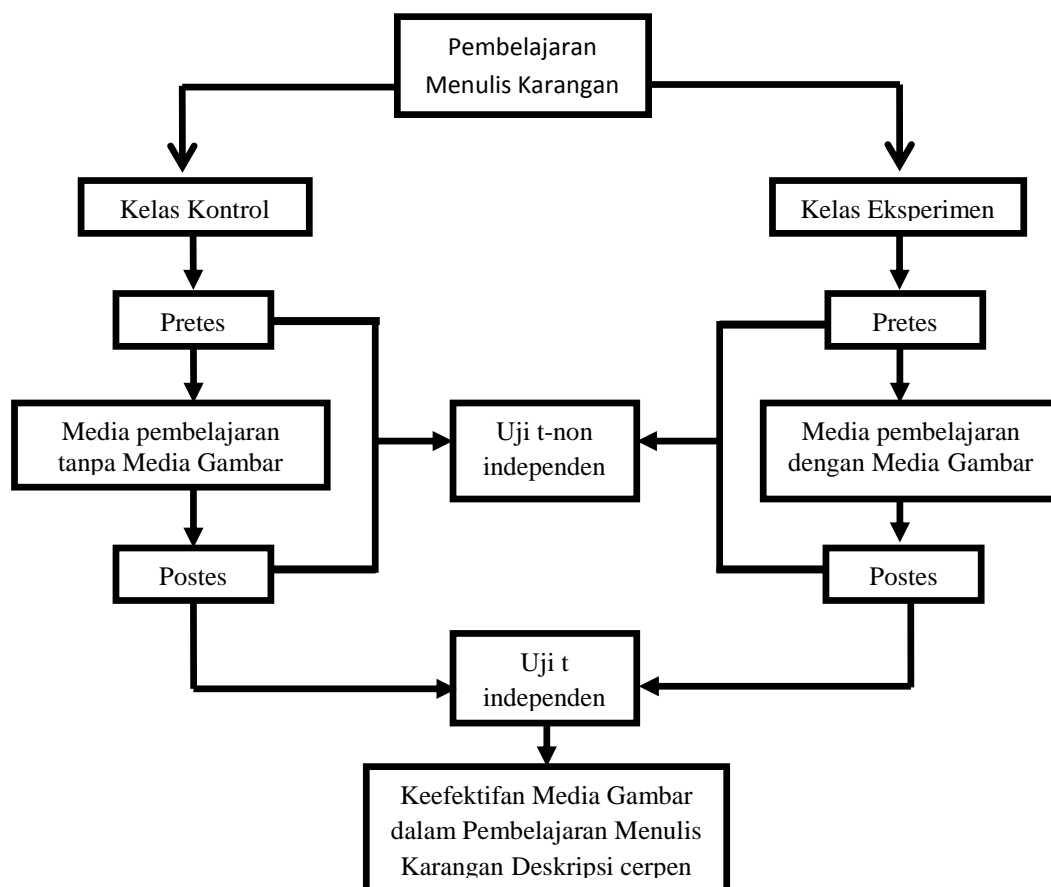 Pembelajaran
Menulis Karangan
Kelas Kontrol
Kelas Eksperimen
Pretes
Pretes
Media pembelajaran
tanpa Media Gambar
Uji t-non
independen
Media pembelajaran
dengan Media Gambar
Postes
Postes
Uji t
independen
Keefektifan Media Gambar
dalam Pembelajaran Menulis
Karangan Deskripsi cerpen